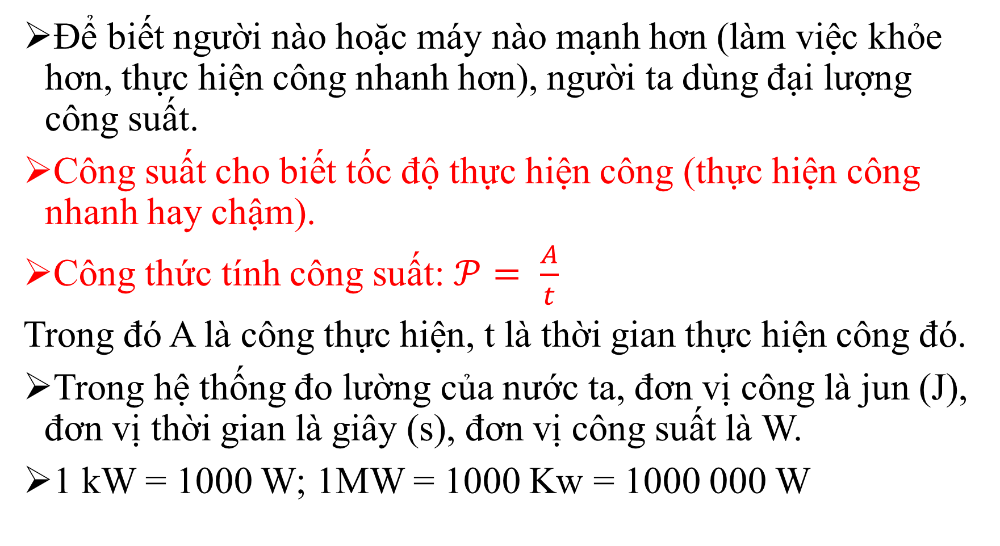 ➢Để biết người nào hoặc máy nào mạnh hơn (làm việc khỏe
hơn, thực hiện công nhanh hơn), người ta dùng đại lượng
công suất.
➢Công suất cho biết tốc độ thực hiện công (thực hiện công
nhanh hay chậm).
➢Công thức tính công suất: 𝒫 = A/t
Trong đó A là công thực hiện, t là thời gian thực hiện công đó.
➢Trong hệ thống đo lường của nước ta, đơn vị công là jun (J),
đơn vị thời gian là giây (s), đơn vị công suất là W.
➢1 kW = 1000 W; 1MW = 1000 Kw = 1000 000 W